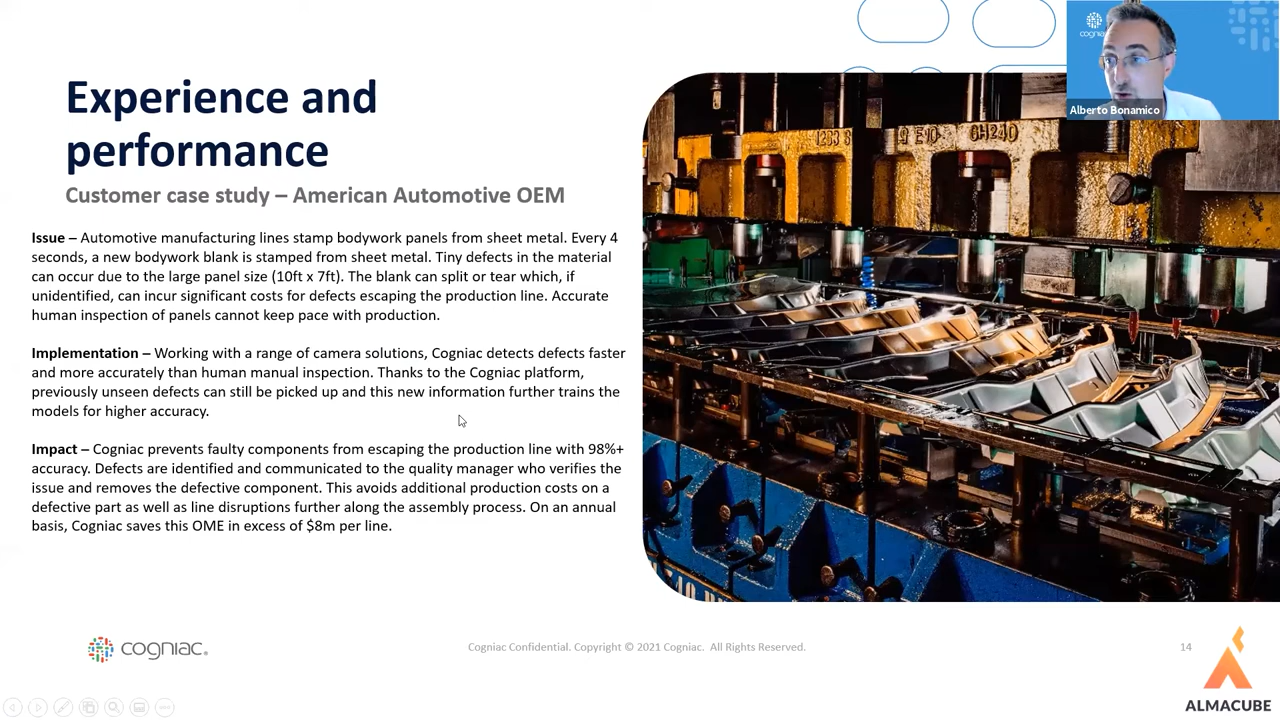 Experience and
performance
Customer case study – American Automotive OEM
Issue – Automotive manufacturing lines stamp bodywork panels from sheet metal. Every 4
seconds, a new bodywork blank is stamped from sheet metal. Tiny defects in the material
can occur due to the large panel size (10ft x 7ft). The blank can split or tear which, if
unidentified, can incur significant costs for defects escaping the production line. Accurate
human inspection of panels cannot keep pace with production.
Implementation – Working with a range of camera solutions, Cogniac detects defects faster
and more accurately than human manual inspection. Thanks to the Cogniac platform,
previously unseen defects can still be picked up and this new information further trains the
models for higher accuracy.
Impact – Cogniac prevents faulty components from escaping the production line with 98%+
accuracy. Defects are identified and communicated to the quality manager who verifies the
issue and removes the defective component. This avoids additional production costs on a
defective part as well as line disruptions further along the assembly process. On an annual
basis, Cogniac saves this OME in excess of $8m per line.
Alberto Bonamico
GH240
cogniac
Cogniac Confidential. Copyright © 2021 Cogniac. All Rights Reserved.
14
ALMACUBE